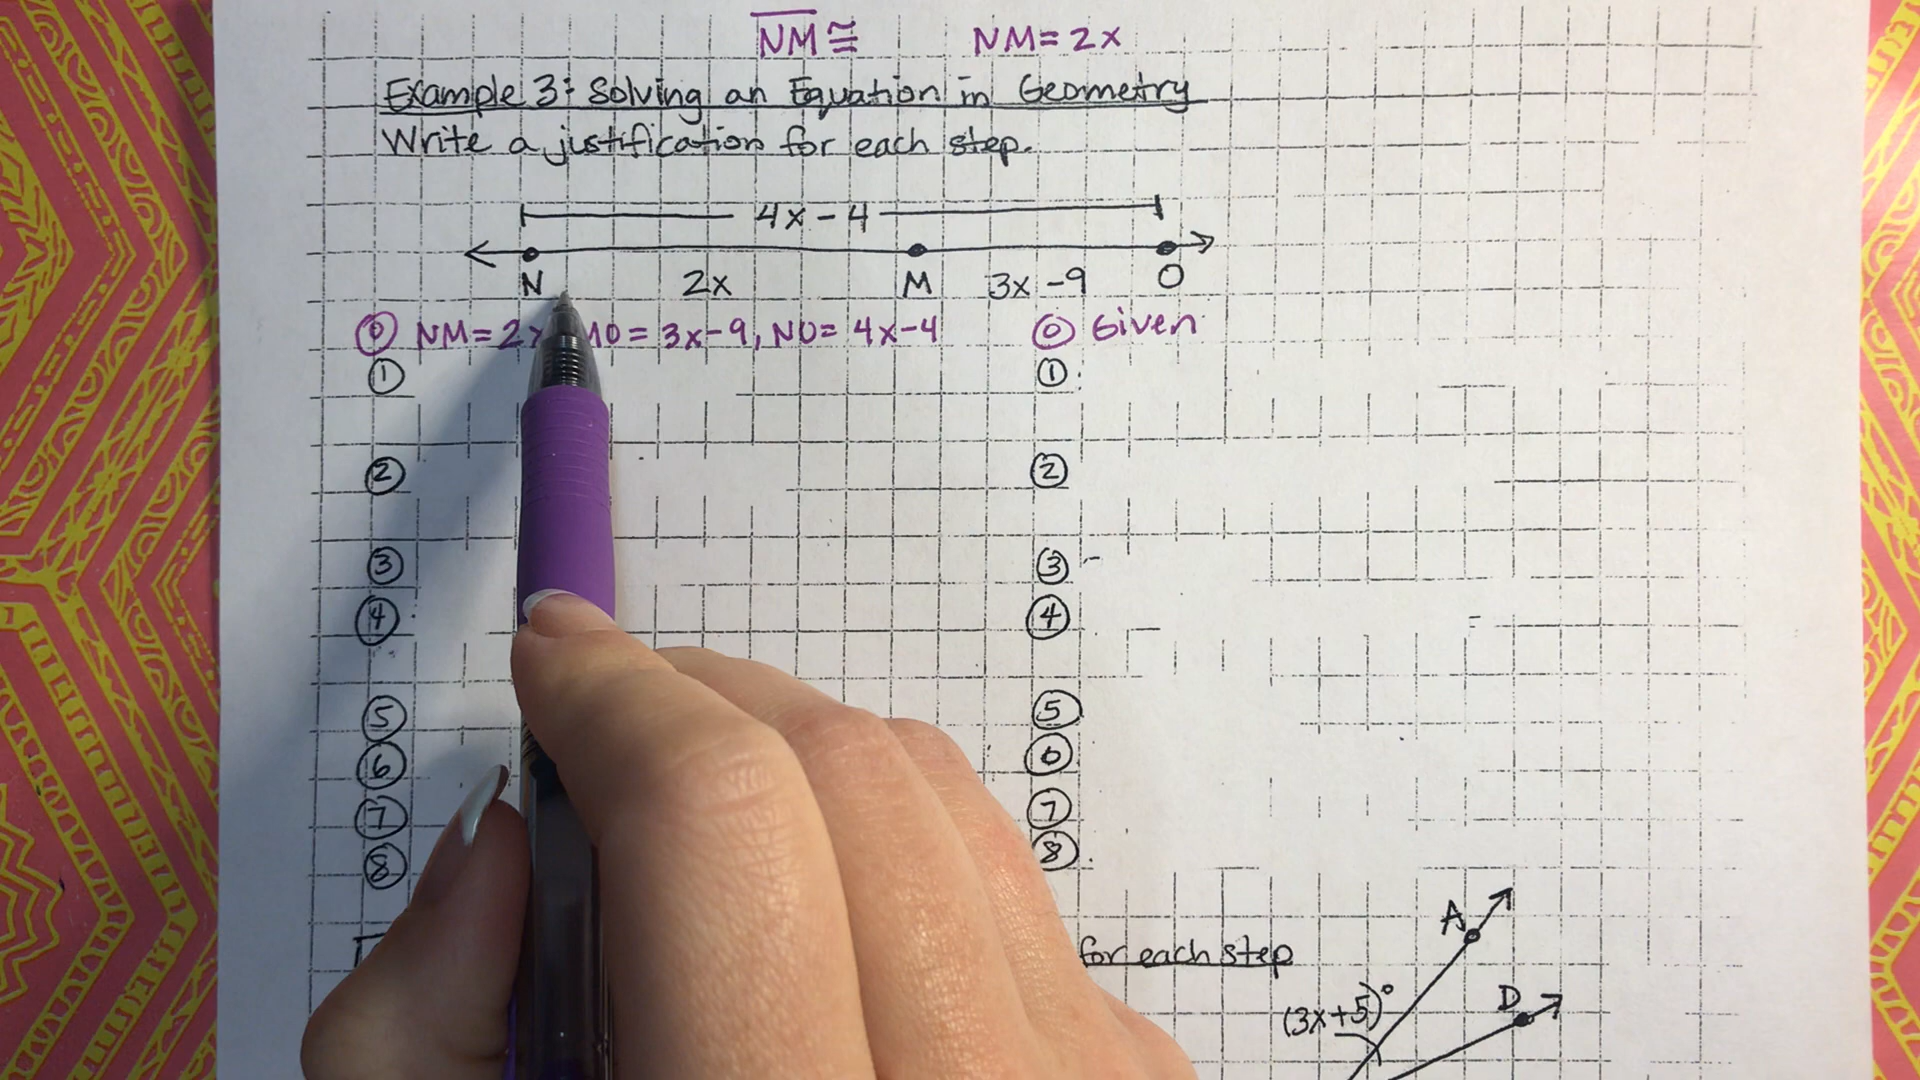 NM ≅ NM = 2x
Example 3: Solving an Equation in Geometry
Write a justification for each step.
4x - 4
N 2x M 3x - 9 O
⓪ NM = 2x MO = 3x - 9, NO = 4x - 4 ⓪ Given
① ①
② ②
③ ③
④ ④
⑤ ⑤
⑥ ⑥
⑦ ⑦
⑧ ⑧
A
for each step
D
(3x+5)°